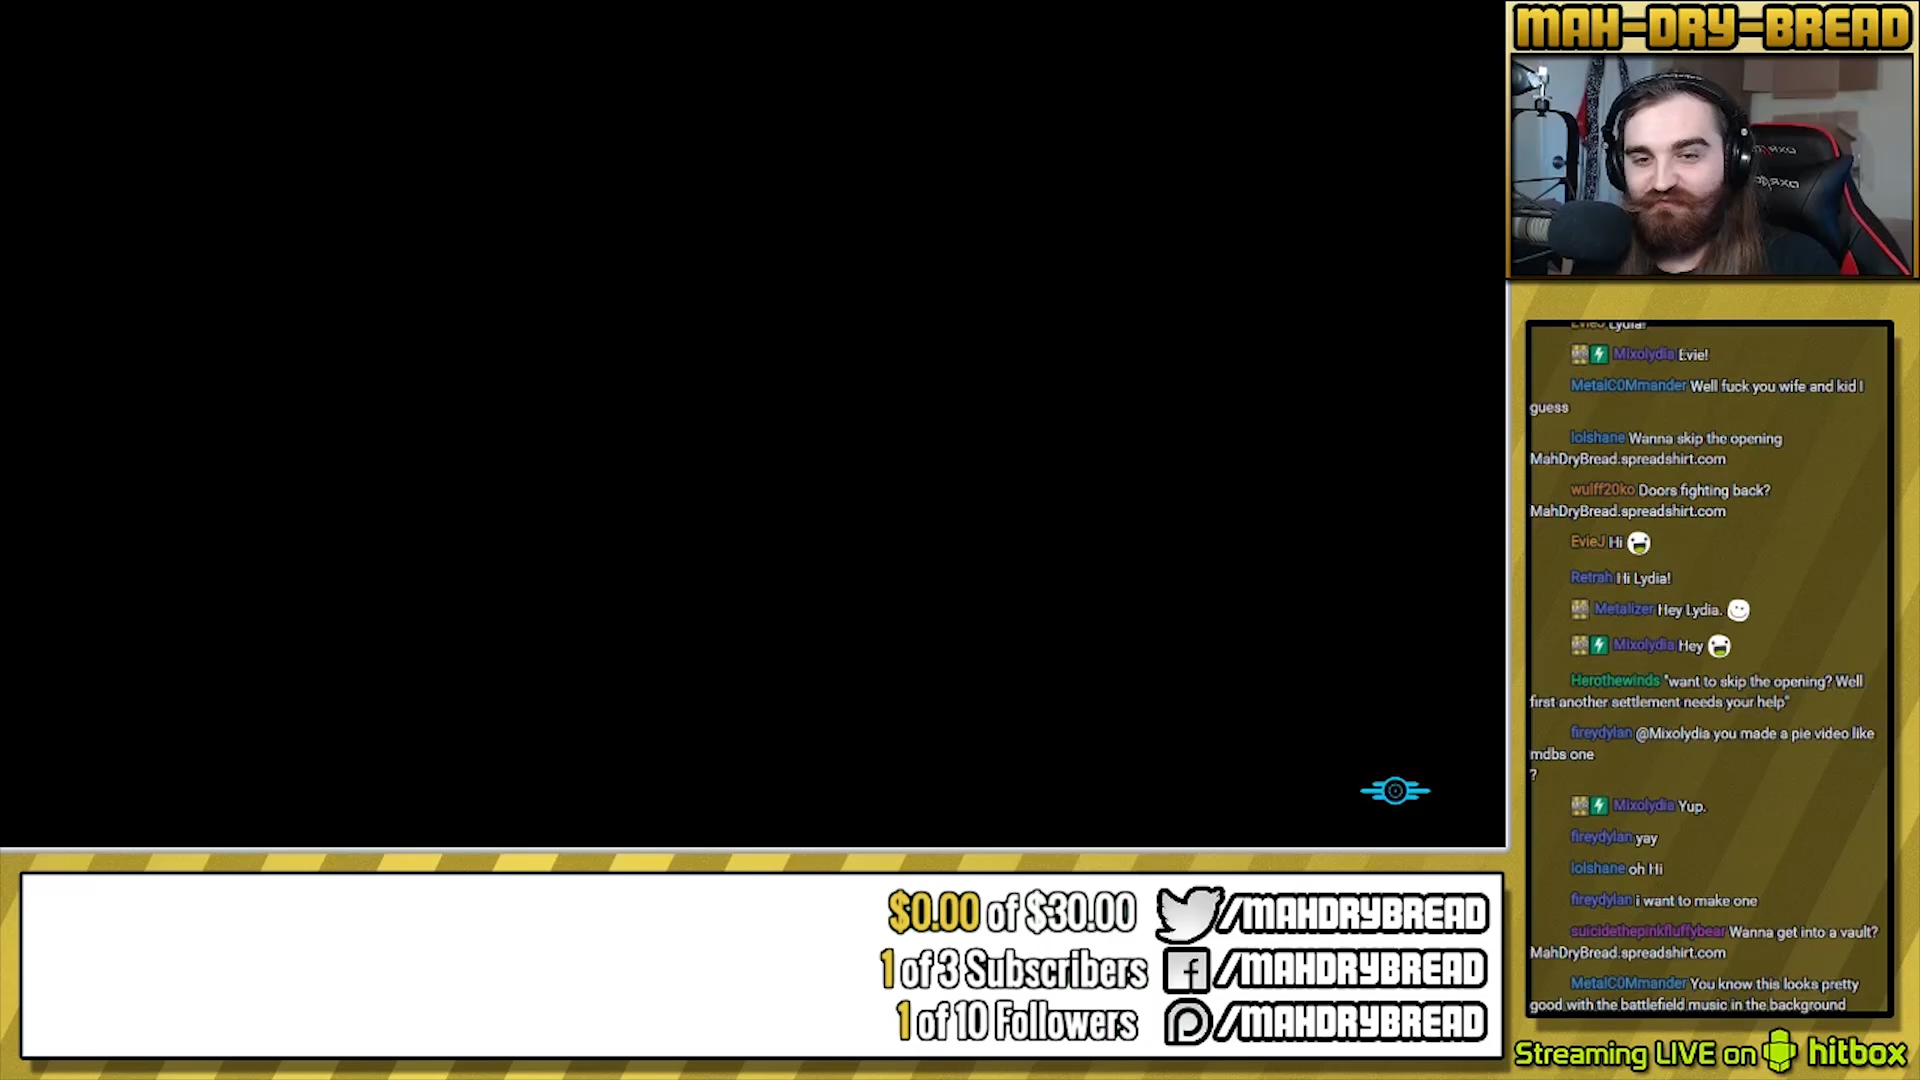 MAH-DRY-BREAD
EvieJ Lydia!
Mixolydia Evie!
MetalC0Mmander Well fuck you wife and kid I
guess
lolshane Wanna skip the opening
MahDryBread.spreadshirt.com
wulff20ko Doors fighting back?
MahDryBread.spreadshirt.com
EvieJ Hi
Retrah Hi Lydia!
Metalizer Hey Lydia.
Mixolydia Hey
Herothewinds "want to skip the opening? Well
first another settlement needs your help"
fireydylan @Mixolydia you made a pie video like
mdbs one
?
Mixolydia Yup.
fireydylan yay
lolshane oh Hi
fireydylan i want to make one
suicidethepinkfluffybear Wanna get into a vault?
MahDryBread.spreadshirt.com
MetalC0Mmander You know this looks pretty
good with the battlefield music in the background
$0.00 of $30.00 /MAHDRYBREAD
1 of 3 Subscribers /MAHDRYBREAD
1 of 10 Followers /MAHDRYBREAD
Streaming LIVE on hitbox